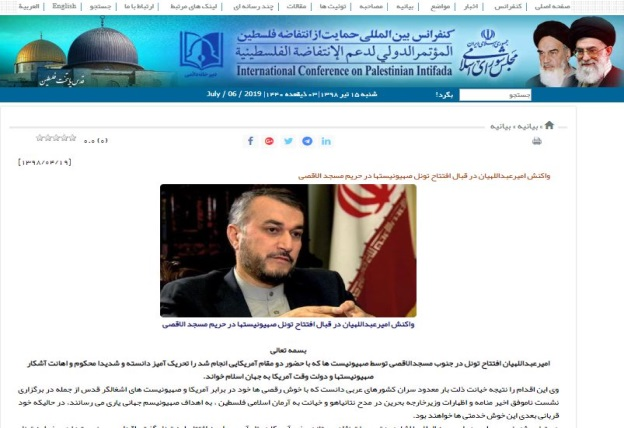 صفحه اصلی | کنفرانس | اخبار | مواضع | بیانیه | مصاحبه | توئیت ها | مقالات | چند رسانه ای | لینک های مرتبط | ارتباط با ما | جستجو | English | العربية
کنفرانس بین المللی حمایت از انتفاضه فلسطین
المؤتمر الدولي لدعم الإنتفاضة الفلسطينية
International Conference on Palestinian Intifada
مجلس شورای اسلامی
قدس پایتخت فلسطین
جستجو
بگرد!
شنبه ۱۵ تیر ۱۳۹۸ | ۰۳ ذیقعده ۱۴۴۰ | July / 06 / 2019
بیانیه » بیانیه
۰.۰ (۰)
[۱۳۹۸/۰۴/۱۹]
واکنش امیرعبداللهیان در قبال افتتاح تونل صهیونیستها در حریم مسجد الاقصی
واکنش امیرعبداللهیان در قبال افتتاح تونل صهیونیستها در حریم مسجد الاقصی
بسمه تعالی
امیرعبداللهیان افتتاح تونل در جنوب مسجدالاقصی توسط صهیونیست ها که با حضور دو مقام آمریکایی انجام شد را تحریک آمیز دانسته و شدیدا محکوم و اهانت آشکار
صهیونیستها و دولت وقت آمریکا به جهان اسلام خواند.
وی این اقدام را نتیجه خیانت ذلت بار معدود سران کشورهای عربی دانست که با خوش رقصی ها خود در برابر آمریکا و صهیونیست های اشغالگر قدس از جمله در برگزاری
نشست ناموفق اخیر منامه و اظهارات وزیرخارجه بحرین در مدح نتانیاهو و خیانت به آرمان اسلامی فلسطین ، به اهداف صهیونیسم جهانی یاری می رسانند، در حالیکه خود
قربانی بعدی این خوش خدمتی ها خواهند بود.